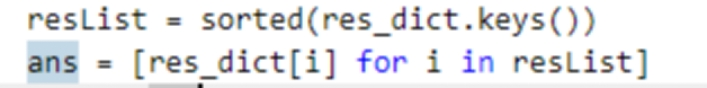 resList = sorted(res_dict.keys())
ans = [res_dict[i] for i in resList]